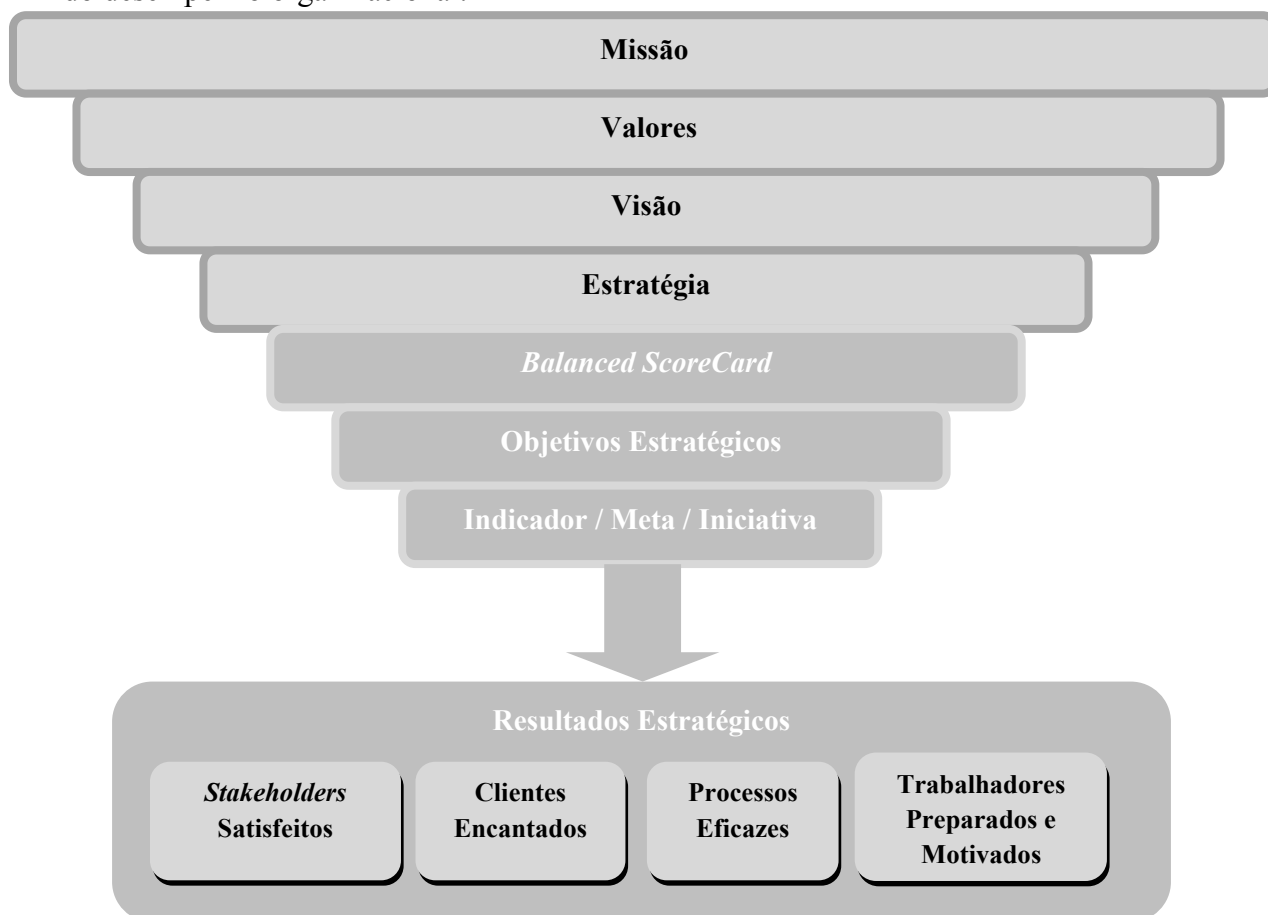 Missão
Valores
Visão
Estratégia
Balanced ScoreCard
Objetivos Estratégicos
Indicador / Meta / Iniciativa
Resultados Estratégicos
Stakeholders
Satisfeitos
Clientes
Encantados
Processos
Eficazes
Trabalhadores
Preparados e
Motivados